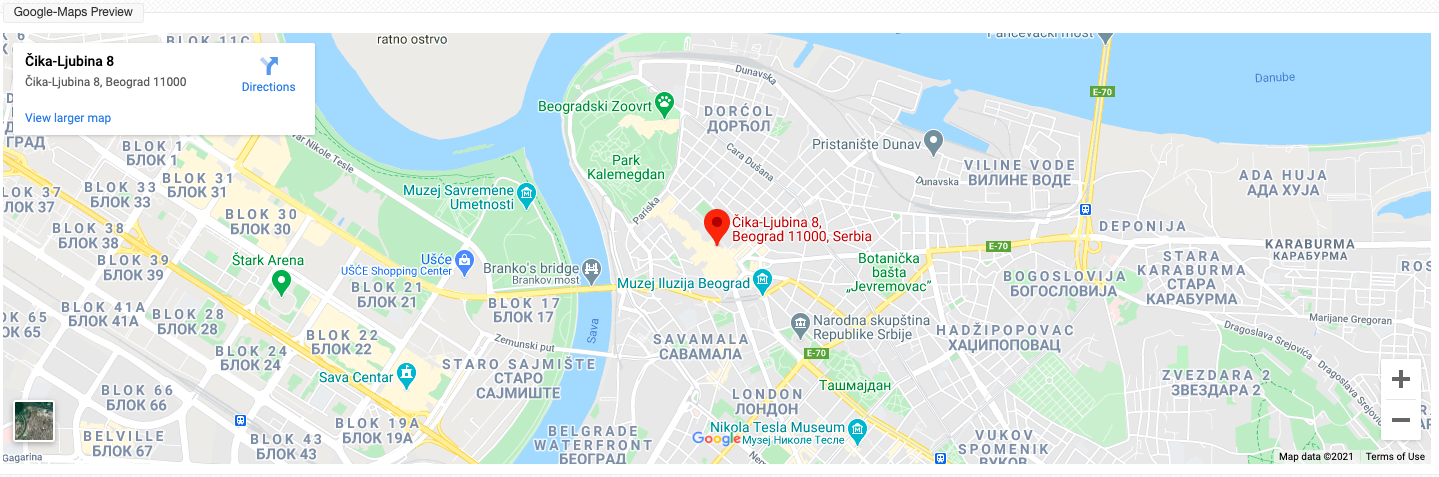 Google-Maps Preview
BLOK 11C
ratno ostrvo
Pančevački most
Čika-Ljubina 8
Čika-Ljubina 8, Beograd 11000
Directions
View larger map
Dunavska
Danube
E-70
Beogradski Zoovrt
DORĆOL
ДОРЋОЛ
Pristanište Dunav
ГРАД
BLOK 1
БЛОК 1
Nikole Tesle
Park
Kalemegdan
Cara Dušana
VILINE VODE
ВИЛИНЕ ВОДЕ
Dunavska
ADA HUJA
АДА ХУЈА
BLOK 31
БЛОК 31
BLOK 33
БЛОК 33
LOK 37
БЛОК 37
Muzej Savremene
Umetnosti
Pariska
BLOK 30
БЛОК 30
Čika-Ljubina 8,
Beograd 11000, Serbia
DEPONIJA
BLOK 38
БЛОК 38
BLOK 39
БЛОК 39
Štark Arena
Ušće
UŠĆE Shopping Center
Branko's bridge
Brankov most
E-70
KARABURMA
КАРАБУРМА
Botanička
bašta
„Jevremovac”
STARA
KARABURMA
СТАРА
КАРАБУРМА
ROS
BOGOSLOVIJA
БОГОСЛОВИЈА
Muzej Iluzija Beograd
BLOK 21
БЛОК 21
BLOK 17
БЛОК 17
BLOK 41A
БЛОК 41A
BLOK 28
БЛОК 28
OK 65
БЛОК 65
Sava
Narodna skupština
Republike Srbije
Marijane Gregoran
HADŽIPOPOVAC
ХАЏИПОПОВАЦ
BLOK 22
БЛОК 22
Zemunski put
SAVAMALA
САВАМАЛА
Dragoslava Srejovića
BLOK 24
БЛОК 24
E-70
STARO SAJMIŠTE
СТАРО
САЈМИШТЕ
Sava Centar
Ташмајдан
ZVEZDARA 2
ЗВЕЗДАРА 2
Dragoslava Srejovića
BLOK 66
БЛОК 66
LONDON
ЛОНДОН
BLOK 19A
БЛОК 19A
Nikola Tesla Museum
Музеј Николе Тесле
Google
BELVILLE
БЛОК 67
BLOK 43
БЛОК 43
BELGRADE
WATERFRONT
БЕОГРАД
VUKOV
SPOMENIK
ВУКОВ
Gagarina
Map data ©2021
Terms of Use